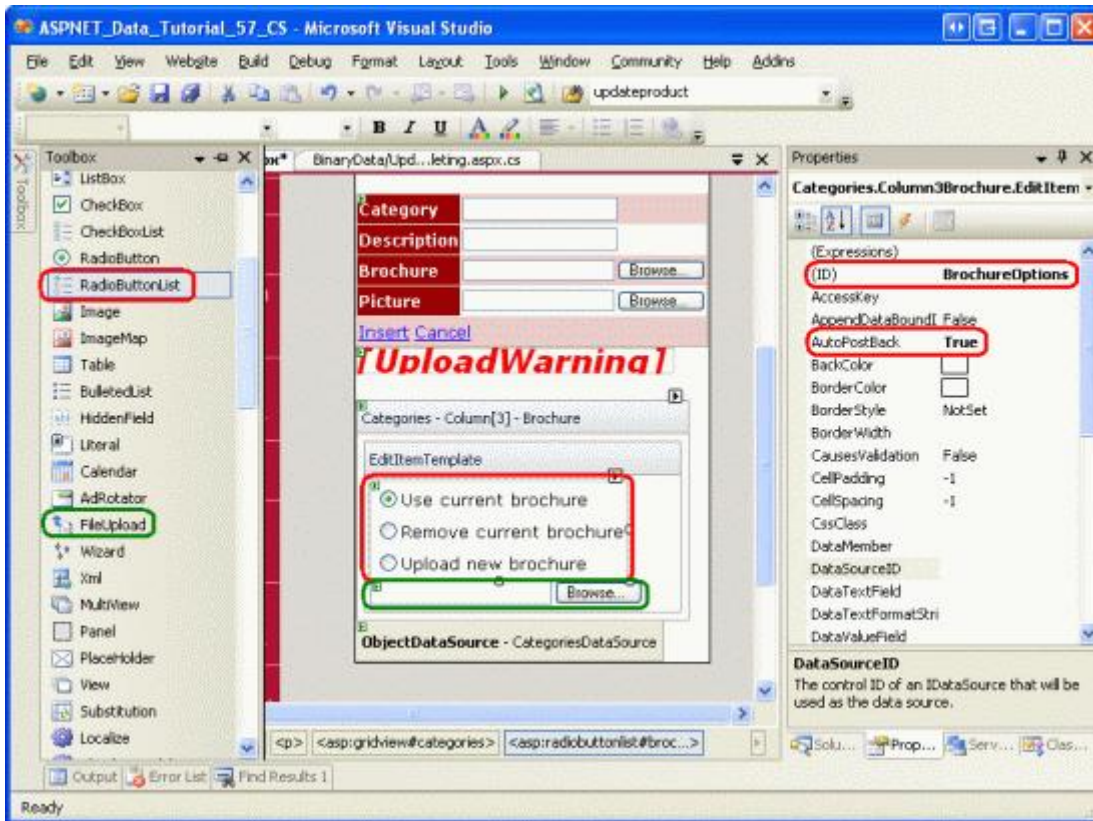 ASPNET_Data_Tutorial_57_CS - Microsoft Visual Studio
File Edit View Website Build Debug Format Layout Tools Window Community Help Addins
updateproduct
B I U A
Toolbox
Toolbox
ListBox
CheckBox
CheckBoxList
RadioButton
RadioButtonList
Image
ImageMap
Table
BulletedList
HiddenField
Literal
Calendar
AdRotator
FileUpload
Wizard
Xml
MultiView
Panel
PlaceHolder
View
Substitution
Localize
BinaryData/Upd...leting.aspx.cs
Category
Description
Brochure Browse...
Picture Browse...
Insert Cancel
[UploadWarning]
Categories - Column[3] - Brochure
EditItemTemplate
Use current brochure
Remove current brochure
Upload new brochure
Browse...
ObjectDataSource - CategoriesDataSource
<p> <asp:gridview#categories> <asp:radiobuttonlist#broc...>
Properties
Categories.Column3Brochure.EditItem
(Expressions)
(ID) BrochureOptions
AccessKey
AppendDataBoundI False
AutoPostBack True
BackColor
BorderColor
BorderStyle NotSet
BorderWidth
CausesValidation False
CellPadding -1
CellSpacing -1
CssClass
DataMember
DataSourceID
DataTextField
DataTextFormatStri
DataValueField
DataSourceID
The control ID of an IDataSource that will be
used as the data source.
Solu... Prop... Serv... Clas...
Output Error List Find Results 1
Ready